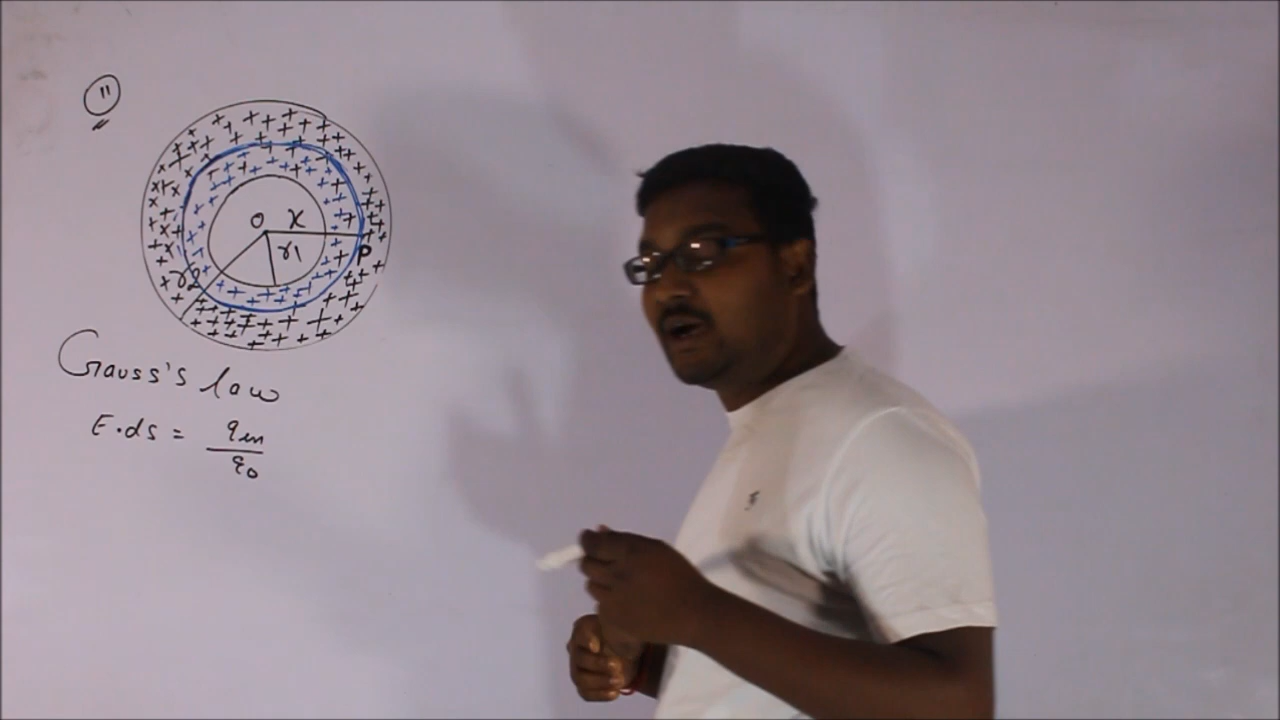 11
O x
r1
P
r2
Gauss's law
E.ds = qin/ε0